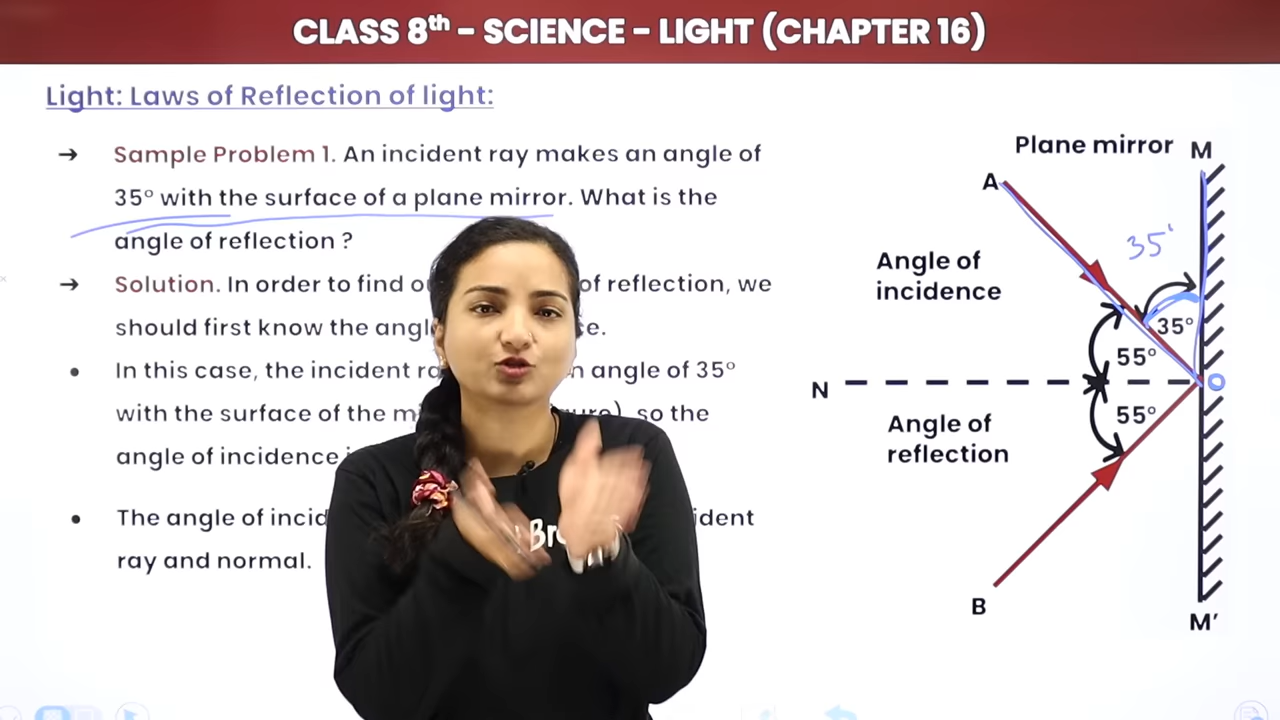 CLASS 8th – SCIENCE – LIGHT (CHAPTER 16)
Light: Laws of Reflection of light:
→ Sample Problem 1. An incident ray makes an angle of
35° with the surface of a plane mirror. What is the
angle of reflection ?
→ Solution. In order to find of reflection, we
should first know the
• In this case, the incident angle of 35°
with the surface of the so the
angle of incidence
• The angle of
ray and normal.
Plane mirror
M
A
35°
Angle of
incidence
35°
55°
N
O
55°
Angle of
reflection
B
M'